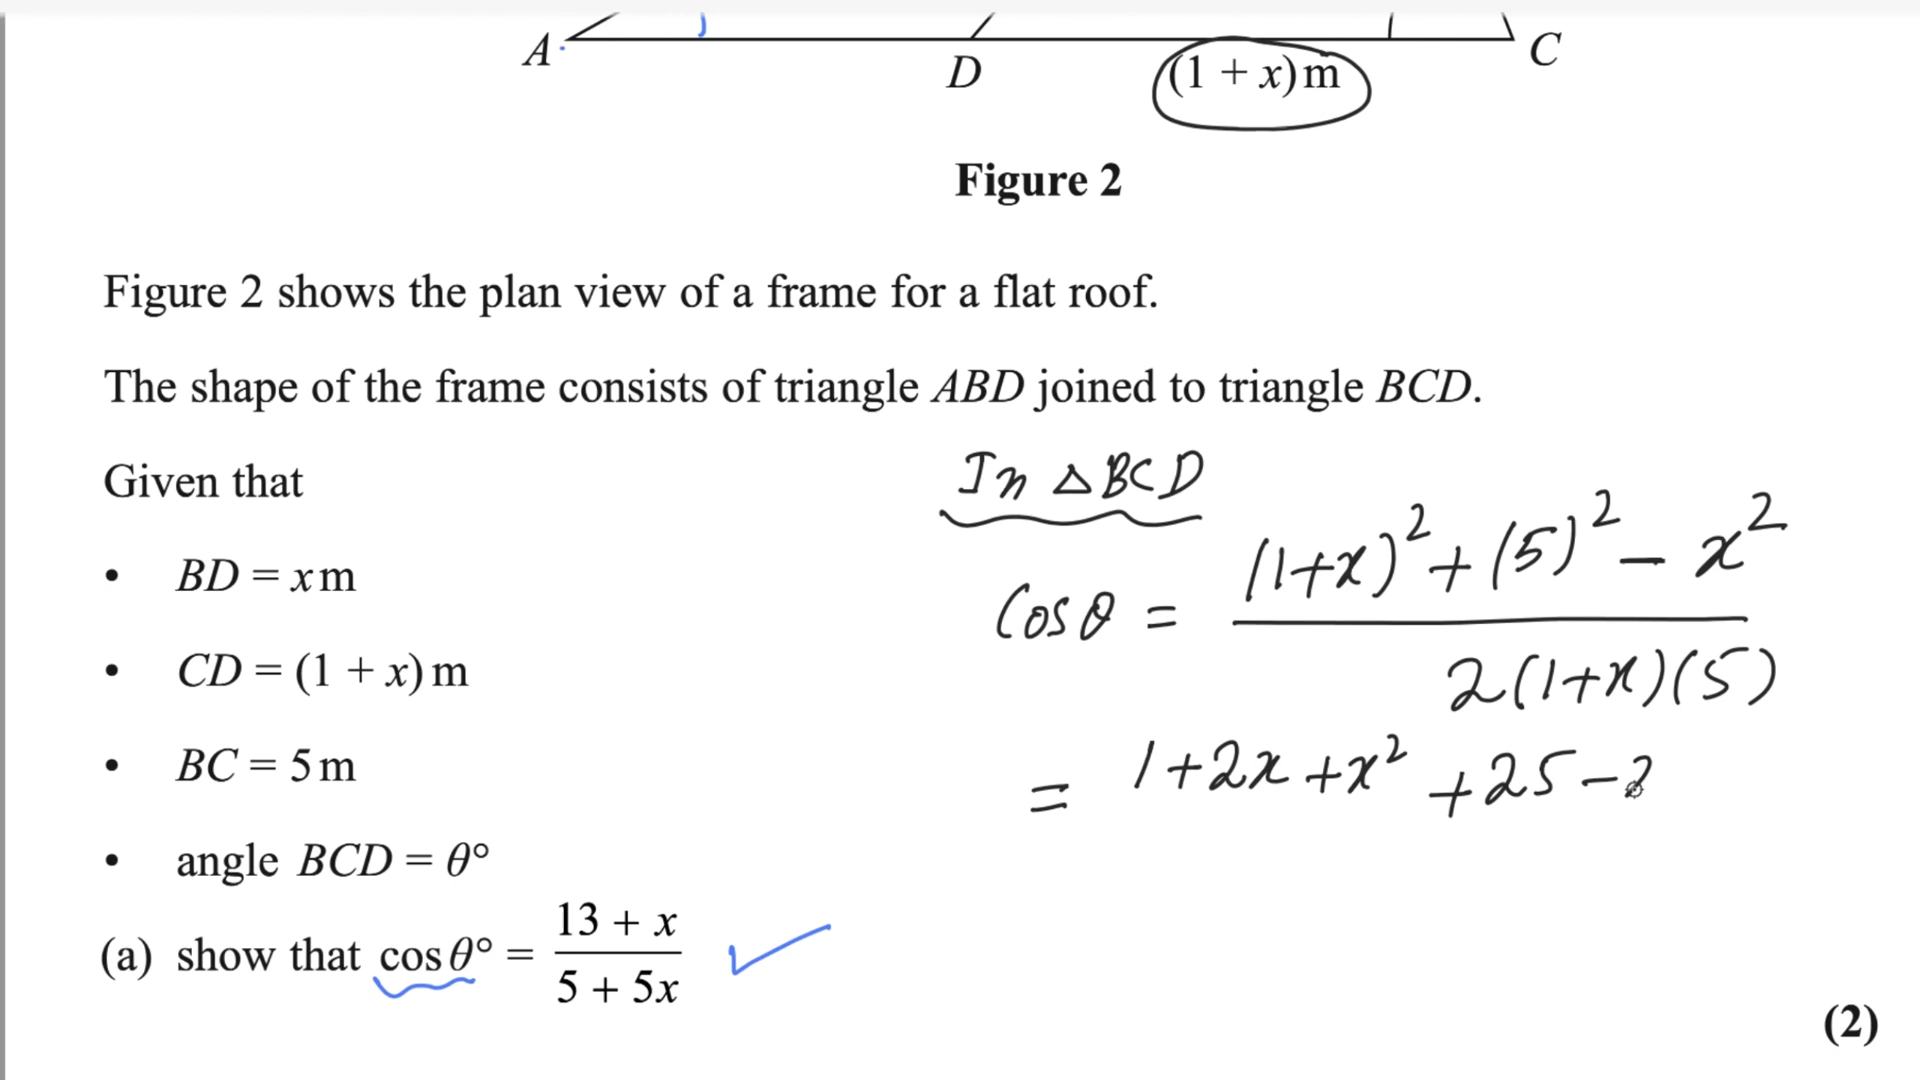 A
D
(1 + x) m
C
Figure 2
Figure 2 shows the plan view of a frame for a flat roof.
The shape of the frame consists of triangle ABD joined to triangle BCD.
Given that
• BD = x m
• CD = (1 + x) m
• BC = 5 m
• angle BCD = θ°
(a) show that cos θ° = (13 + x)/(5 + 5x)
(2)
In △BCD
Cos θ = ((1+x)² + (5)² − x²)/(2(1+x)(5))
= 1+2x+x² +25−